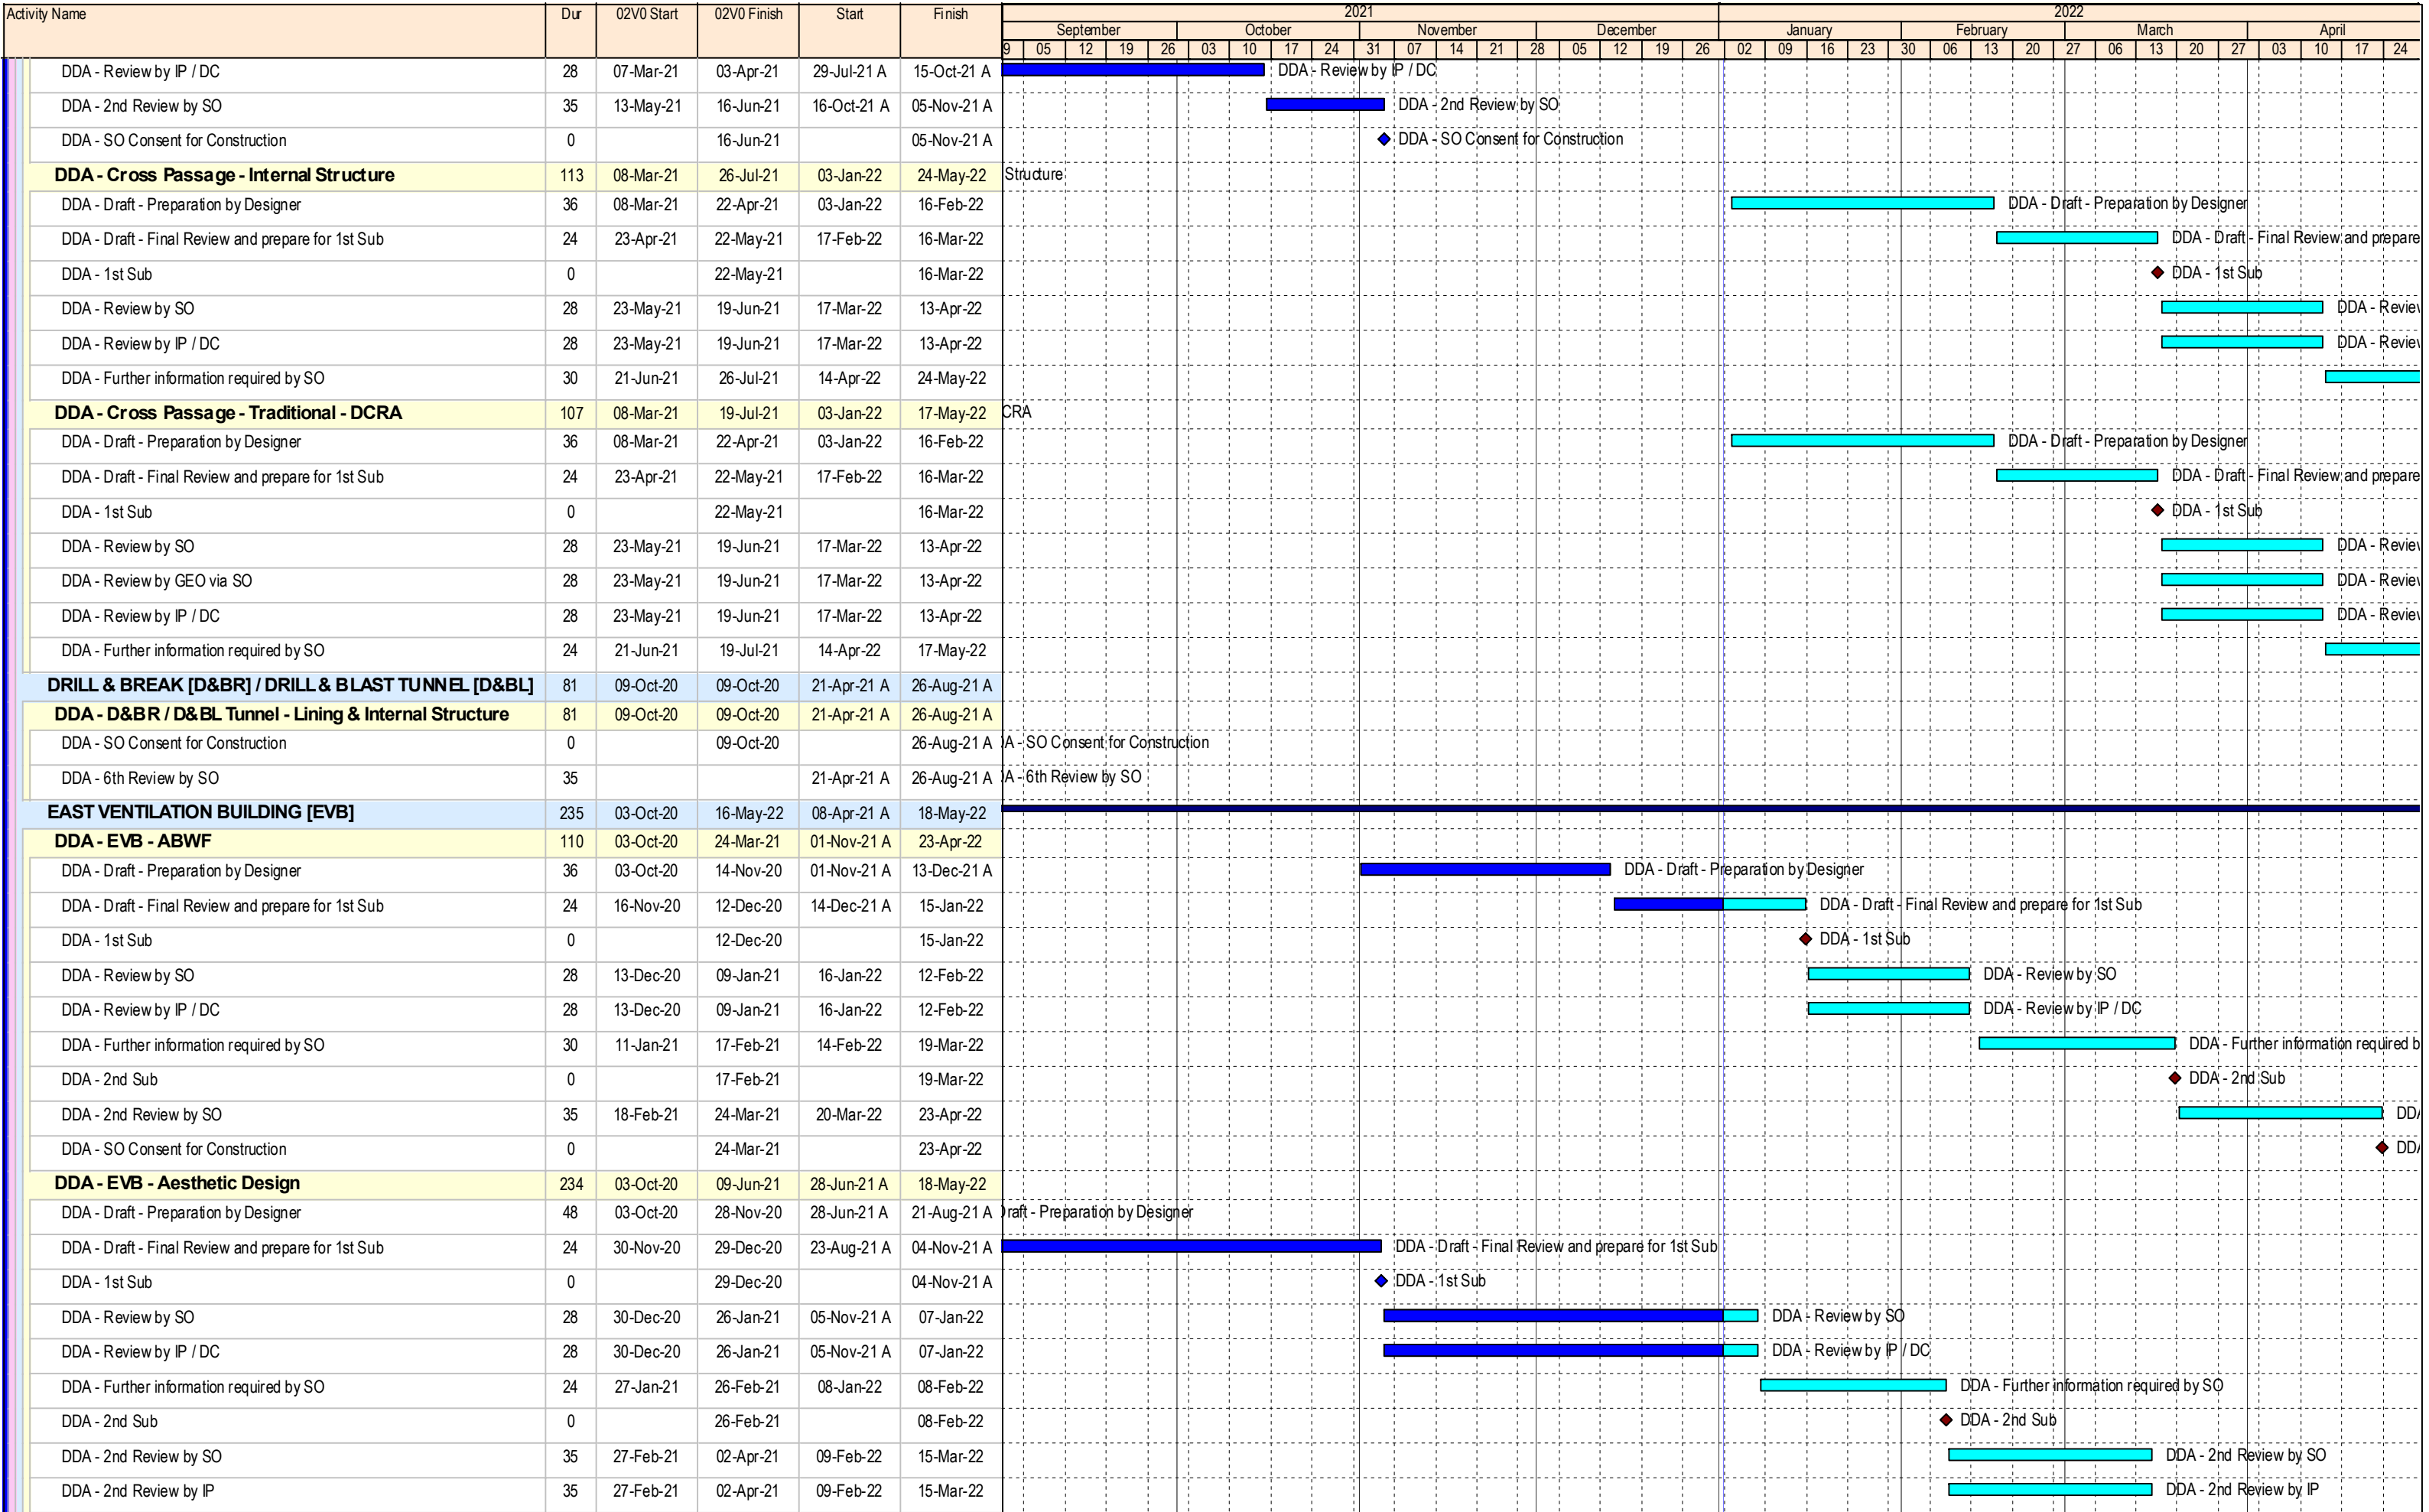 Activity Name Dur 02V0 Start 02V0 Finish Start Finish 2021 2022
September October November December January February March April
9 05 12 19 26 03 10 17 24 31 07 14 21 28 05 12 19 26 02 09 16 23 30 06 13 20 27 06 13 20 27 03 10 17 24
DDA - Review by IP / DC 28 07-Mar-21 03-Apr-21 29-Jul-21 A 15-Oct-21 A DDA - Review by IP / DC
DDA - 2nd Review by SO 35 13-May-21 16-Jun-21 16-Oct-21 A 05-Nov-21 A DDA - 2nd Review by SO
DDA - SO Consent for Construction 0 16-Jun-21 05-Nov-21 A DDA - SO Consent for Construction
DDA - Cross Passage - Internal Structure 113 08-Mar-21 26-Jul-21 03-Jan-22 24-May-22 Structure
DDA - Draft - Preparation by Designer 36 08-Mar-21 22-Apr-21 03-Jan-22 16-Feb-22 DDA - Draft - Preparation by Designer
DDA - Draft - Final Review and prepare for 1st Sub 24 23-Apr-21 22-May-21 17-Feb-22 16-Mar-22 DDA - Draft - Final Review and prepare
DDA - 1st Sub 0 22-May-21 16-Mar-22 DDA - 1st Sub
DDA - Review by SO 28 23-May-21 19-Jun-21 17-Mar-22 13-Apr-22 DDA - Review
DDA - Review by IP / DC 28 23-May-21 19-Jun-21 17-Mar-22 13-Apr-22 DDA - Review
DDA - Further information required by SO 30 21-Jun-21 26-Jul-21 14-Apr-22 24-May-22
DDA - Cross Passage - Traditional - DCRA 107 08-Mar-21 19-Jul-21 03-Jan-22 17-May-22 CRA
DDA - Draft - Preparation by Designer 36 08-Mar-21 22-Apr-21 03-Jan-22 16-Feb-22 DDA - Draft - Preparation by Designer
DDA - Draft - Final Review and prepare for 1st Sub 24 23-Apr-21 22-May-21 17-Feb-22 16-Mar-22 DDA - Draft - Final Review and prepare
DDA - 1st Sub 0 22-May-21 16-Mar-22 DDA - 1st Sub
DDA - Review by SO 28 23-May-21 19-Jun-21 17-Mar-22 13-Apr-22 DDA - Review
DDA - Review by GEO via SO 28 23-May-21 19-Jun-21 17-Mar-22 13-Apr-22 DDA - Review
DDA - Review by IP / DC 28 23-May-21 19-Jun-21 17-Mar-22 13-Apr-22 DDA - Review
DDA - Further information required by SO 24 21-Jun-21 19-Jul-21 14-Apr-22 17-May-22
DRILL & BREAK [D&BR] / DRILL & BLAST TUNNEL [D&BL] 81 09-Oct-20 09-Oct-20 21-Apr-21 A 26-Aug-21 A
DDA - D&BR / D&BL Tunnel - Lining & Internal Structure 81 09-Oct-20 09-Oct-20 21-Apr-21 A 26-Aug-21 A
DDA - SO Consent for Construction 0 09-Oct-20 26-Aug-21 A A - SO Consent for Construction
DDA - 6th Review by SO 35 21-Apr-21 A 26-Aug-21 A A - 6th Review by SO
EAST VENTILATION BUILDING [EVB] 235 03-Oct-20 16-May-22 08-Apr-21 A 18-May-22
DDA - EVB - ABWF 110 03-Oct-20 24-Mar-21 01-Nov-21 A 23-Apr-22
DDA - Draft - Preparation by Designer 36 03-Oct-20 14-Nov-20 01-Nov-21 A 13-Dec-21 A DDA - Draft - Preparation by Designer
DDA - Draft - Final Review and prepare for 1st Sub 24 16-Nov-20 12-Dec-20 14-Dec-21 A 15-Jan-22 DDA - Draft - Final Review and prepare for 1st Sub
DDA - 1st Sub 0 12-Dec-20 15-Jan-22 DDA - 1st Sub
DDA - Review by SO 28 13-Dec-20 09-Jan-21 16-Jan-22 12-Feb-22 DDA - Review by SO
DDA - Review by IP / DC 28 13-Dec-20 09-Jan-21 16-Jan-22 12-Feb-22 DDA - Review by IP / DC
DDA - Further information required by SO 30 11-Jan-21 17-Feb-21 14-Feb-22 19-Mar-22 DDA - Further information required b
DDA - 2nd Sub 0 17-Feb-21 19-Mar-22 DDA - 2nd Sub
DDA - 2nd Review by SO 35 18-Feb-21 24-Mar-21 20-Mar-22 23-Apr-22 DDA
DDA - SO Consent for Construction 0 24-Mar-21 23-Apr-22 DDA
DDA - EVB - Aesthetic Design 234 03-Oct-20 09-Jun-21 28-Jun-21 A 18-May-22
DDA - Draft - Preparation by Designer 48 03-Oct-20 28-Nov-20 28-Jun-21 A 21-Aug-21 A Draft - Preparation by Designer
DDA - Draft - Final Review and prepare for 1st Sub 24 30-Nov-20 29-Dec-20 23-Aug-21 A 04-Nov-21 A DDA - Draft - Final Review and prepare for 1st Sub
DDA - 1st Sub 0 29-Dec-20 04-Nov-21 A DDA - 1st Sub
DDA - Review by SO 28 30-Dec-20 26-Jan-21 05-Nov-21 A 07-Jan-22 DDA - Review by SO
DDA - Review by IP / DC 28 30-Dec-20 26-Jan-21 05-Nov-21 A 07-Jan-22 DDA - Review by IP / DC
DDA - Further information required by SO 24 27-Jan-21 26-Feb-21 08-Jan-22 08-Feb-22 DDA - Further information required by SO
DDA - 2nd Sub 0 26-Feb-21 08-Feb-22 DDA - 2nd Sub
DDA - 2nd Review by SO 35 27-Feb-21 02-Apr-21 09-Feb-22 15-Mar-22 DDA - 2nd Review by SO
DDA - 2nd Review by IP 35 27-Feb-21 02-Apr-21 09-Feb-22 15-Mar-22 DDA - 2nd Review by IP